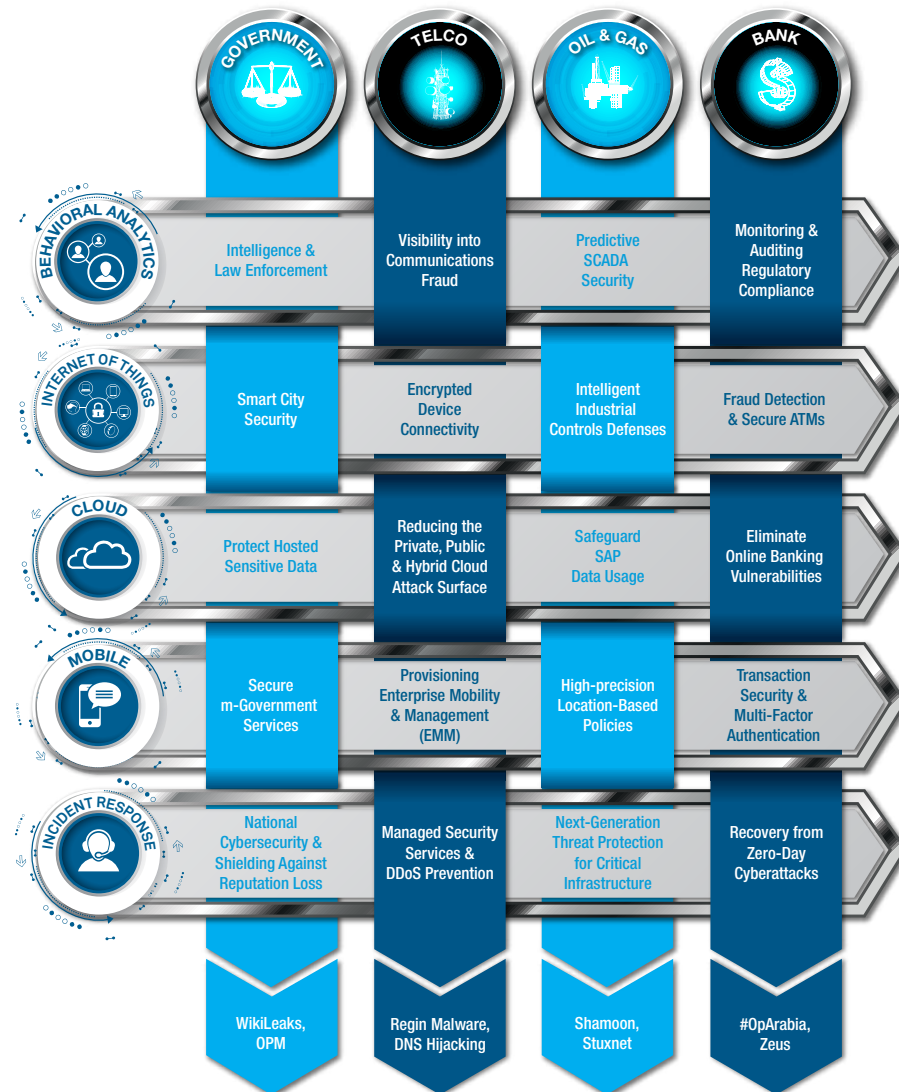 GOVERNMENT
TELCO
OIL & GAS
BANK
BEHAVIORAL ANALYTICS
Intelligence &
Law Enforcement
Visibility into
Communications
Fraud
Predictive
SCADA
Security
Monitoring &
Auditing
Regulatory
Compliance
INTERNET OF THINGS
Smart City
Security
Encrypted
Device
Connectivity
Intelligent
Industrial
Controls Defenses
Fraud Detection
& Secure ATMs
CLOUD
Protect Hosted
Sensitive Data
Reducing the
Private, Public
& Hybrid Cloud
Attack Surface
Safeguard
SAP
Data Usage
Eliminate
Online Banking
Vulnerabilities
MOBILE
Secure
m-Government
Services
Provisioning
Enterprise Mobility
& Management
(EMM)
High-precision
Location-Based
Policies
Transaction
Security &
Multi-Factor
Authentication
INCIDENT RESPONSE
National
Cybersecurity &
Shielding Against
Reputation Loss
Managed Security
Services &
DDoS Prevention
Next-Generation
Threat Protection
for Critical
Infrastructure
Recovery from
Zero-Day
Cyberattacks
WikiLeaks,
OPM
Regin Malware,
DNS Hijacking
Shamoon,
Stuxnet
#OpArabia,
Zeus